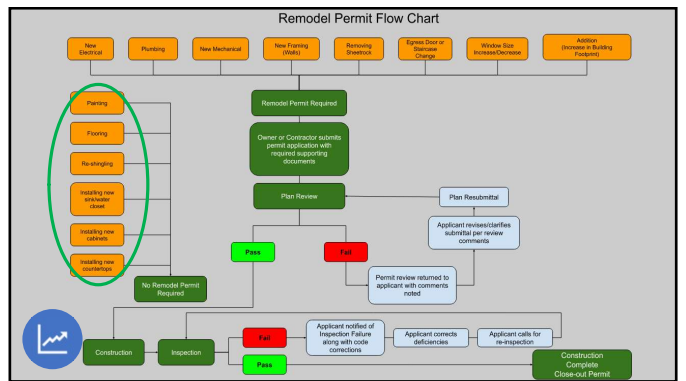 Remodel Permit Flow Chart
New
Electrical
Plumbing
New Mechanical
New Framing
(Walls)
Removing
Sheetrock
Egress Door or
Staircase
Change
Window Size
Increase/Decrease
Addition
(Increase in Building
Footprint)
Painting
Flooring
Re-shingling
Installing new
sink/water
closet
Installing new
cabinets
Installing new
countertops
No Remodel Permit
Required
Remodel Permit Required
Owner or Contractor submits
permit application with
required supporting
documents
Plan Review
Pass
Fail
Permit review returned to
applicant with comments
noted
Applicant revises/clarifies
submittal per review
comments
Plan Resubmittal
Construction
Inspection
Fail
Applicant notified of
Inspection Failure
along with code
corrections
Applicant corrects
deficiencies
Applicant calls for
re-inspection
Pass
Construction
Complete
Close-out Permit